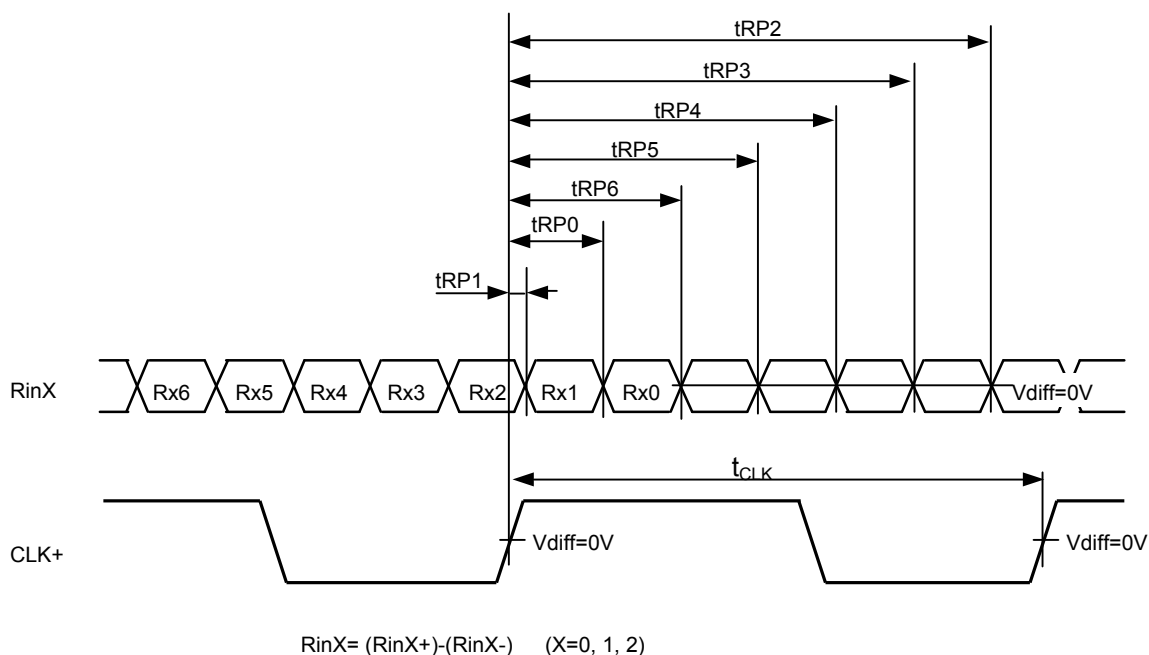 tRP2
tRP3
tRP4
tRP5
tRP6
tRP0
tRP1
RinX Rx6 Rx5 Rx4 Rx3 Rx2 Rx1 Rx0 Vdiff=0V
tCLK
CLK+ Vdiff=0V Vdiff=0V
RinX= (RinX+)-(RinX-) (X=0, 1, 2)